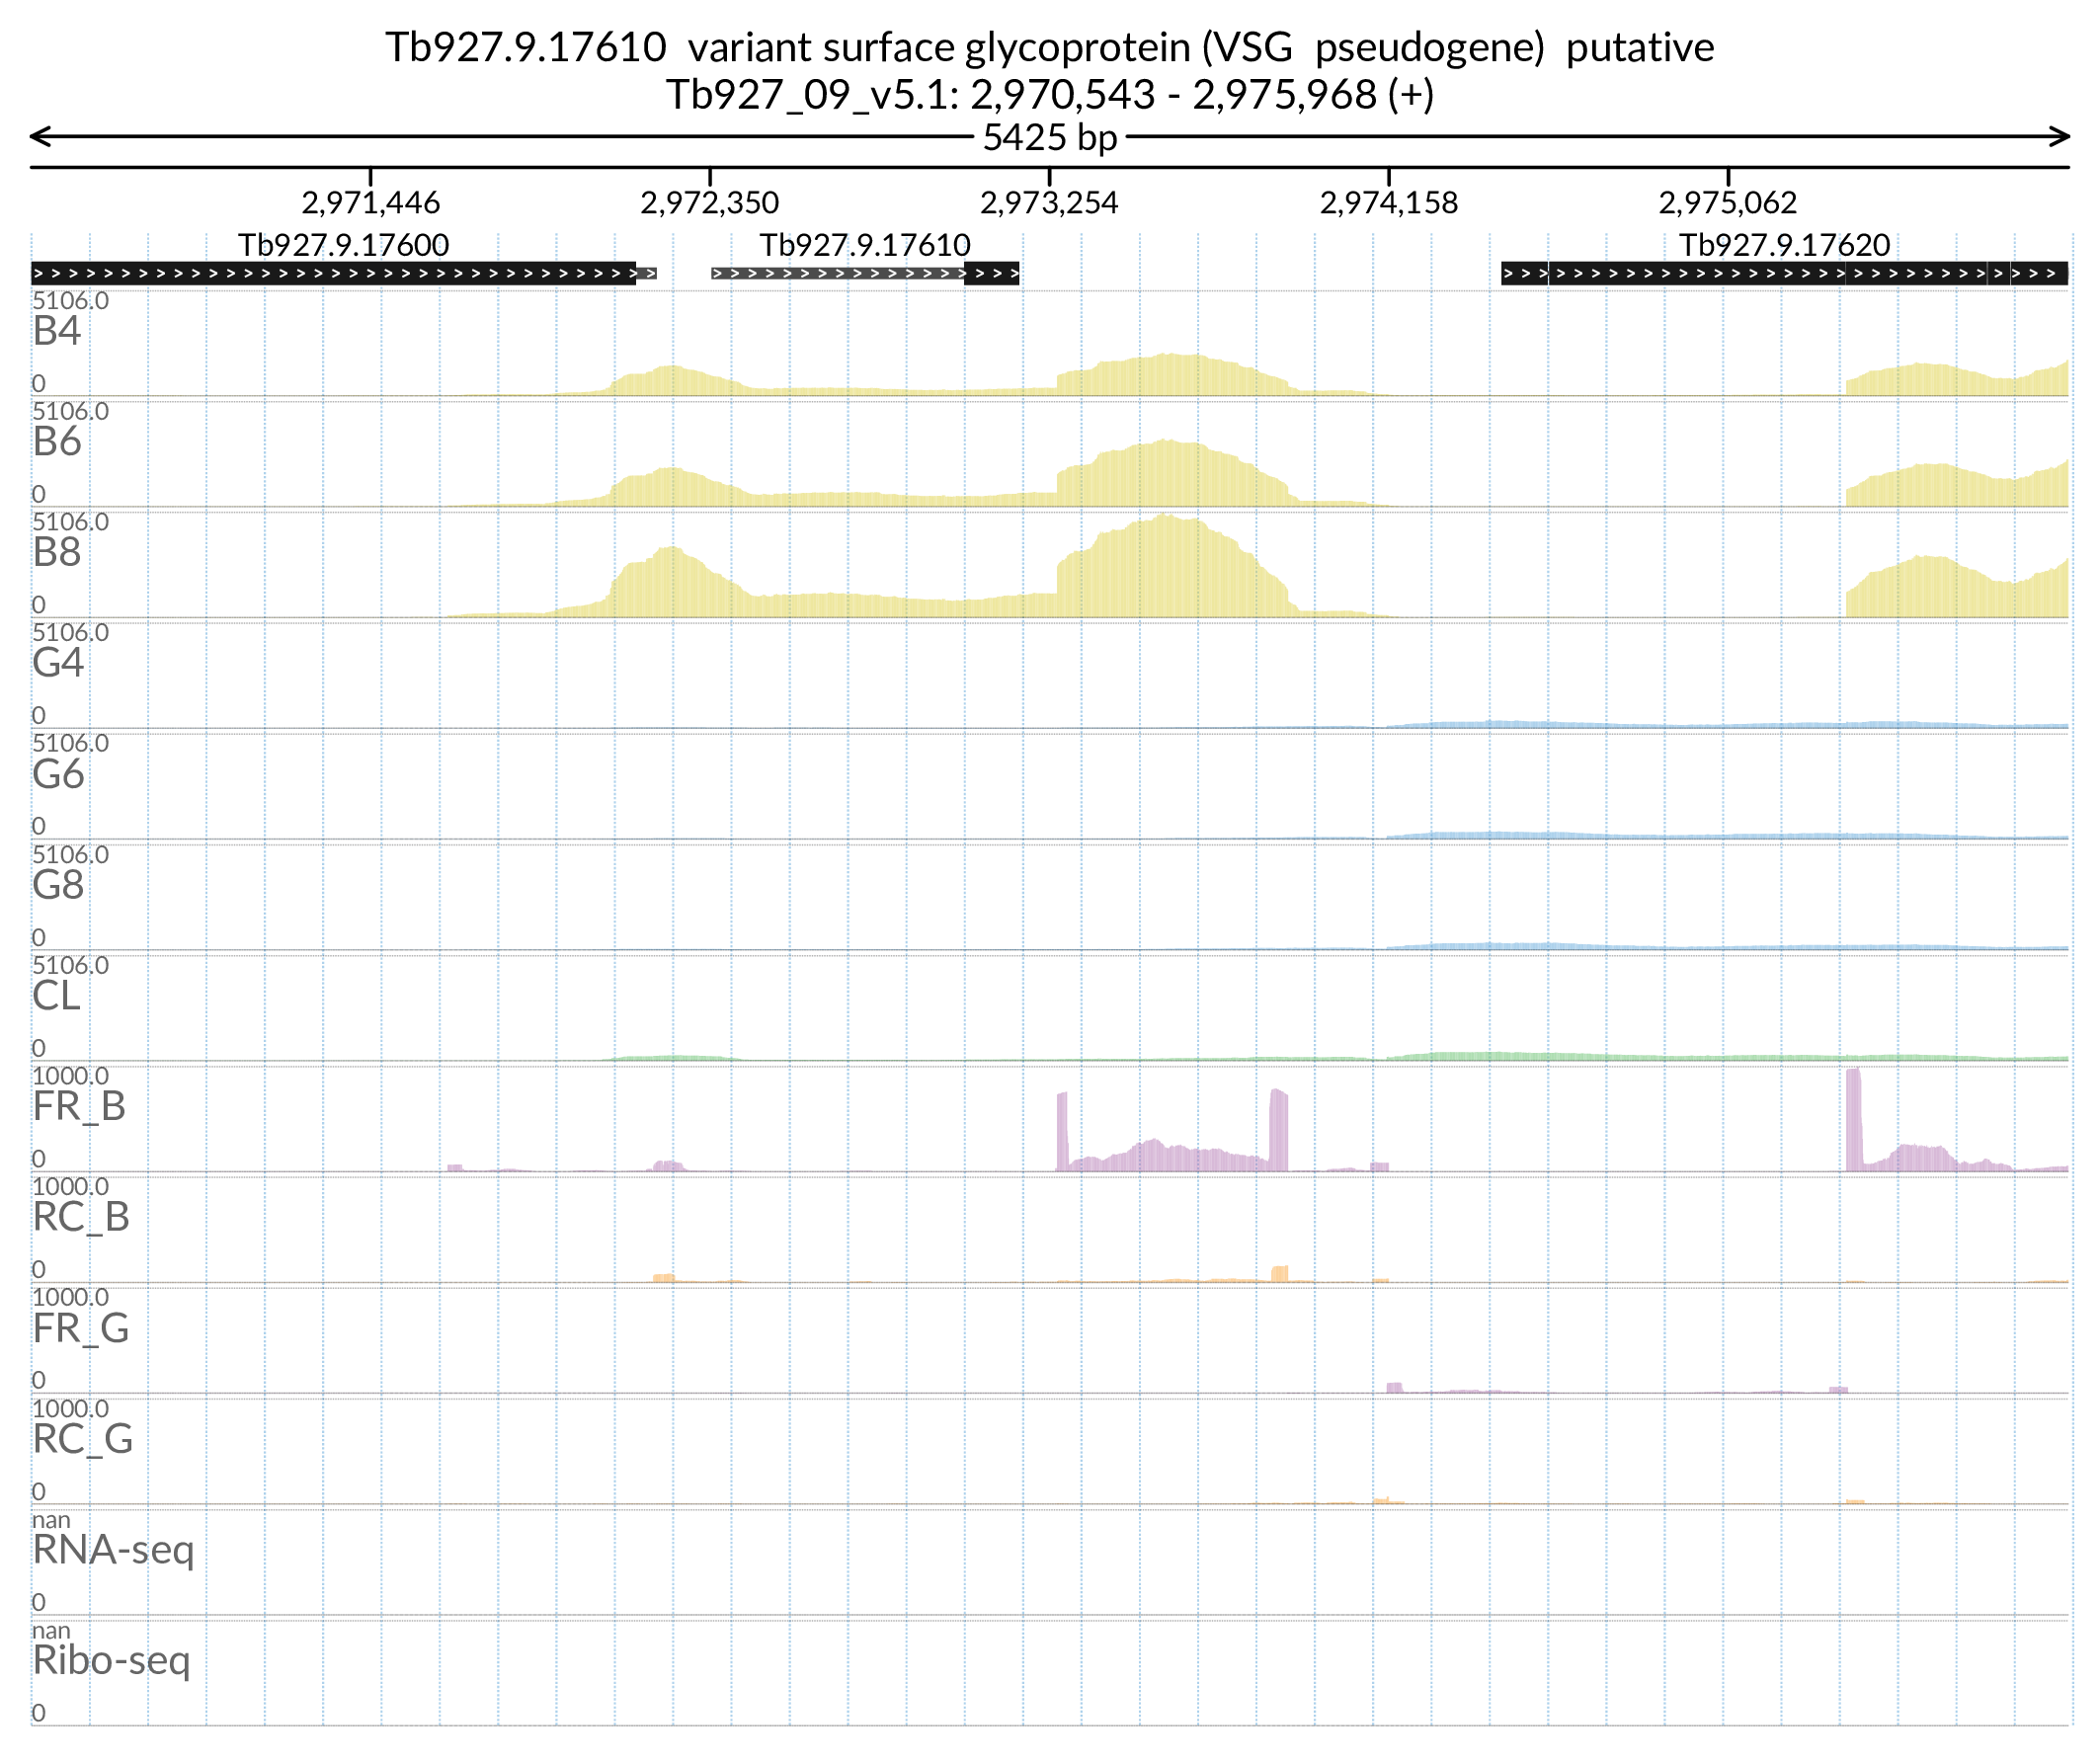 Tb927.9.17610  variant surface glycoprotein (VSG  pseudogene)  putative
Tb927_09_v5.1: 2,970,543 - 2,975,968 (+)
5425 bp
2,971,446 2,972,350 2,973,254 2,974,158 2,975,062
Tb927.9.17600 Tb927.9.17610 Tb927.9.17620
5106.0
B4
0
5106.0
B6
0
5106.0
B8
0
5106.0
G4
0
5106.0
G6
0
5106.0
G8
0
5106.0
CL
0
1000.0
FR_B
0
1000.0
RC_B
0
1000.0
FR_G
0
1000.0
RC_G
0
nan
RNA-seq
0
nan
Ribo-seq
0